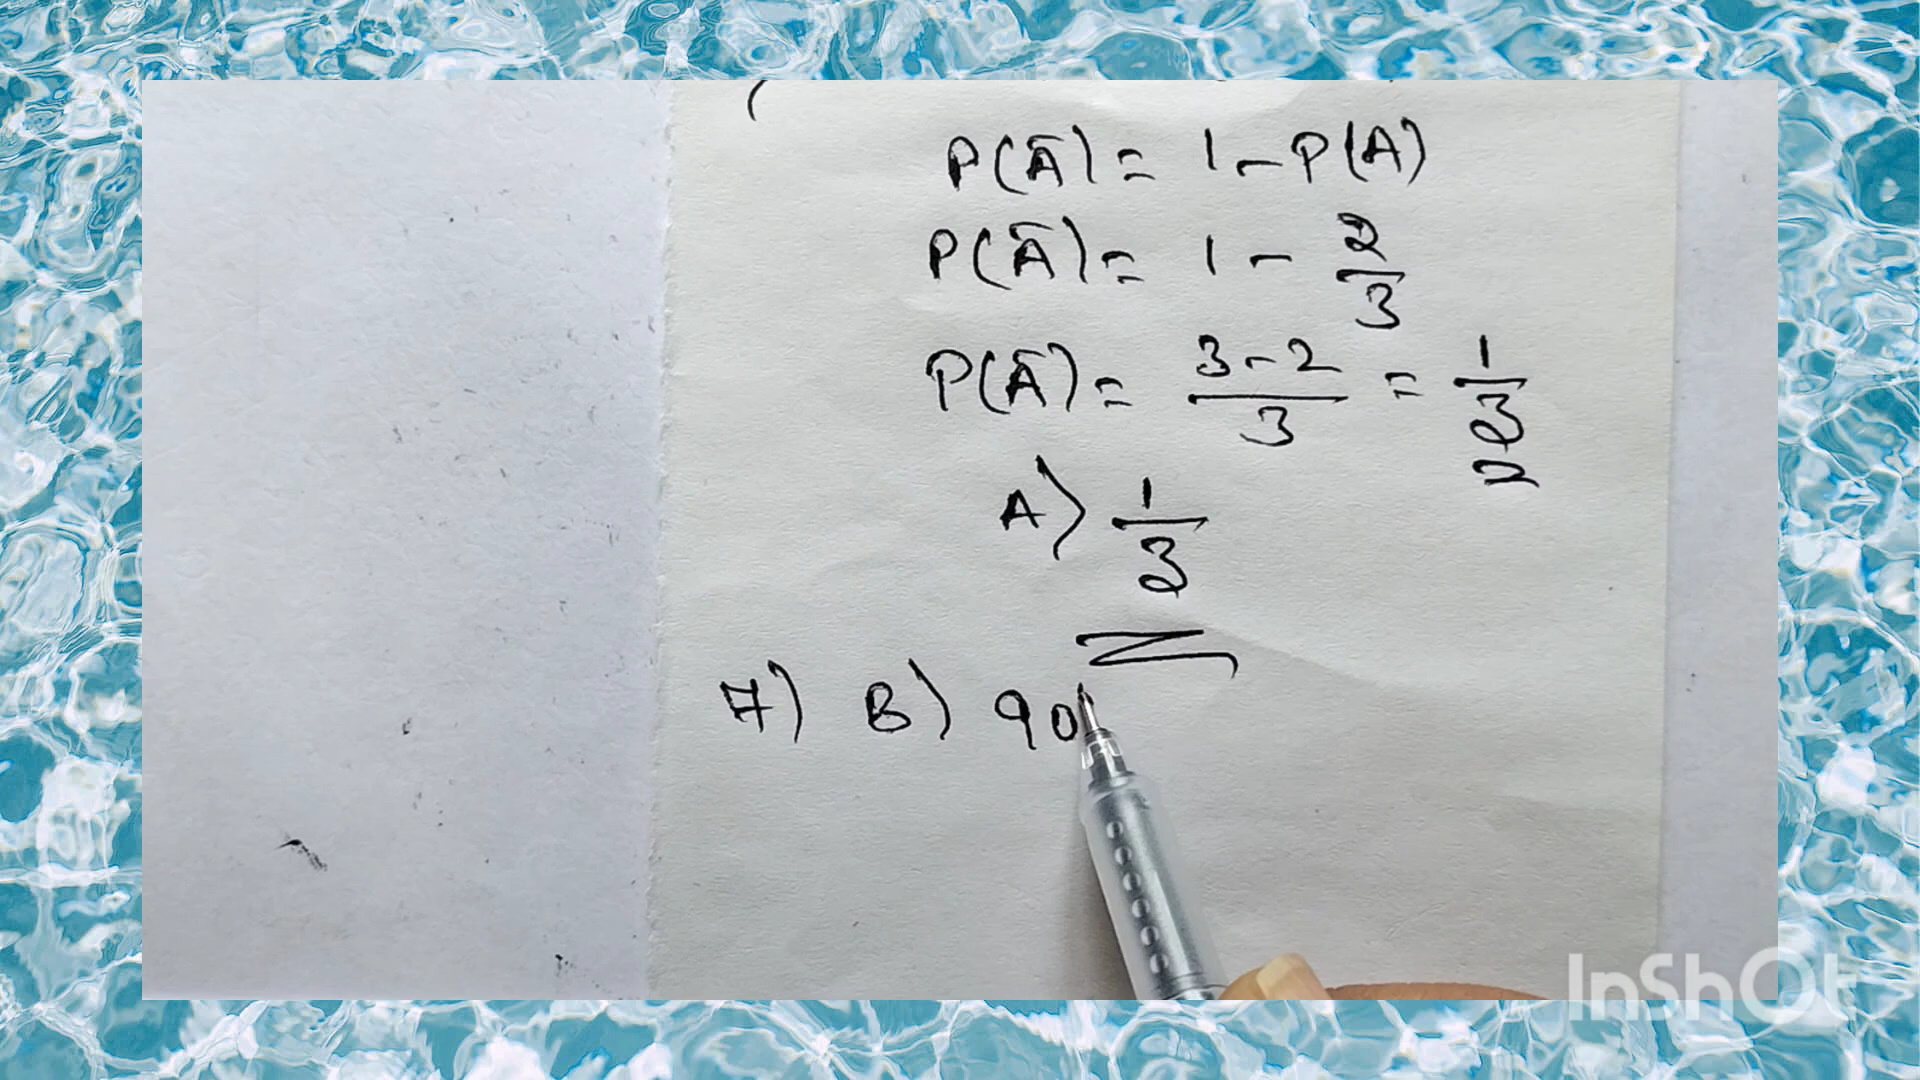 P(Ā) = 1 - P(A)
P(Ā) = 1 - 2/3
P(Ā) = 3-2/3 = 1/3
A) 1/3
7) B) 90
InShOt